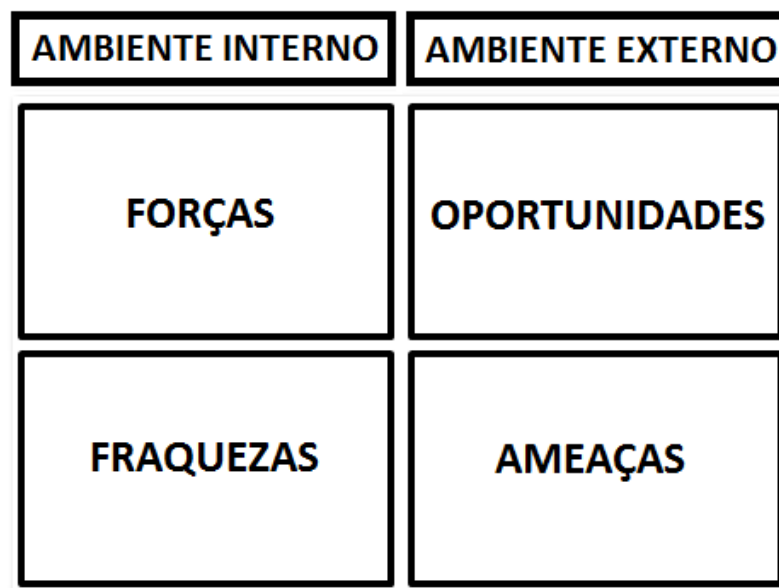 AMBIENTE INTERNO
AMBIENTE EXTERNO
FORÇAS
OPORTUNIDADES
FRAQUEZAS
AMEAÇAS